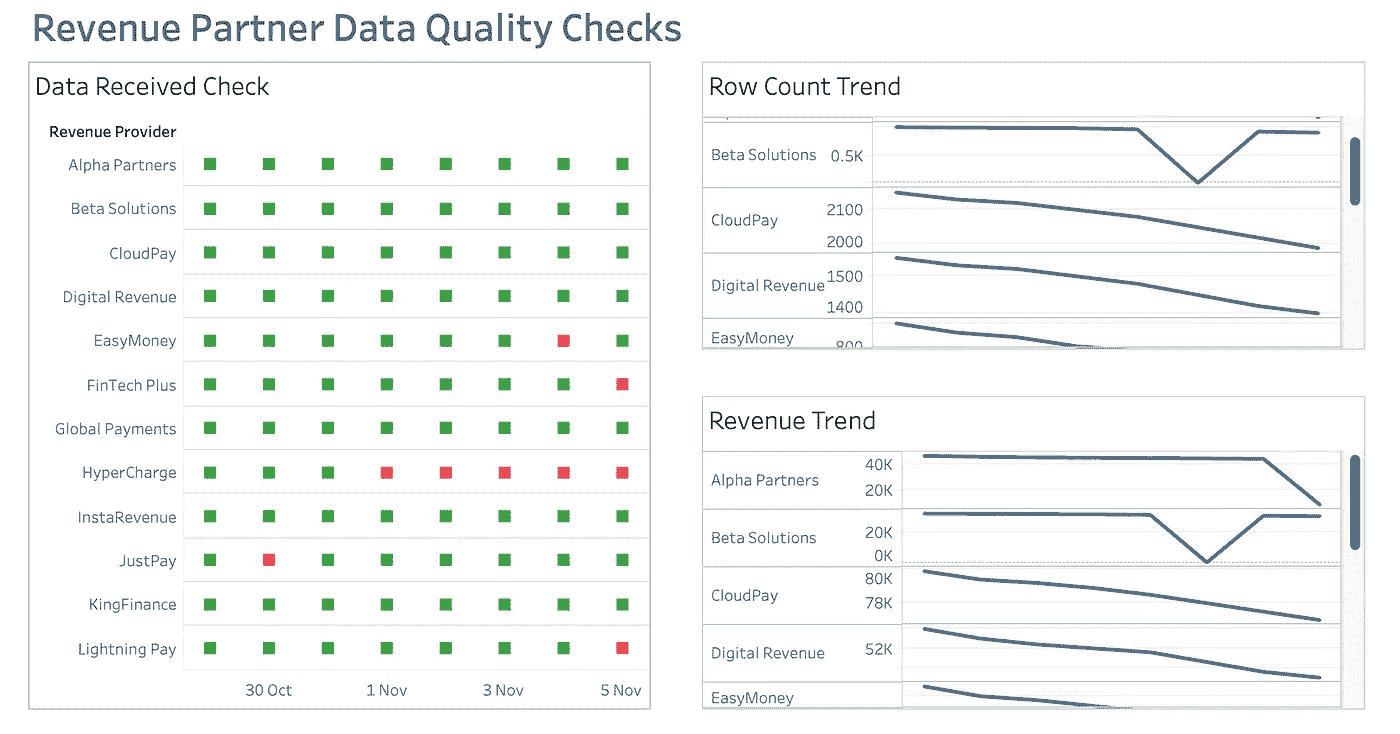 Revenue Partner Data Quality Checks
Data Received Check
Revenue Provider
Alpha Partners
Beta Solutions
CloudPay
Digital Revenue
EasyMoney
FinTech Plus
Global Payments
HyperCharge
InstaRevenue
JustPay
KingFinance
Lightning Pay
30 Oct 1 Nov 3 Nov 5 Nov
Row Count Trend
Beta Solutions 0.5K
CloudPay 2100
2000
Digital Revenue 1500
1400
EasyMoney 800
Revenue Trend
40K
Alpha Partners
20K
20K
Beta Solutions
0K
80K
CloudPay
78K
Digital Revenue 52K
EasyMoney